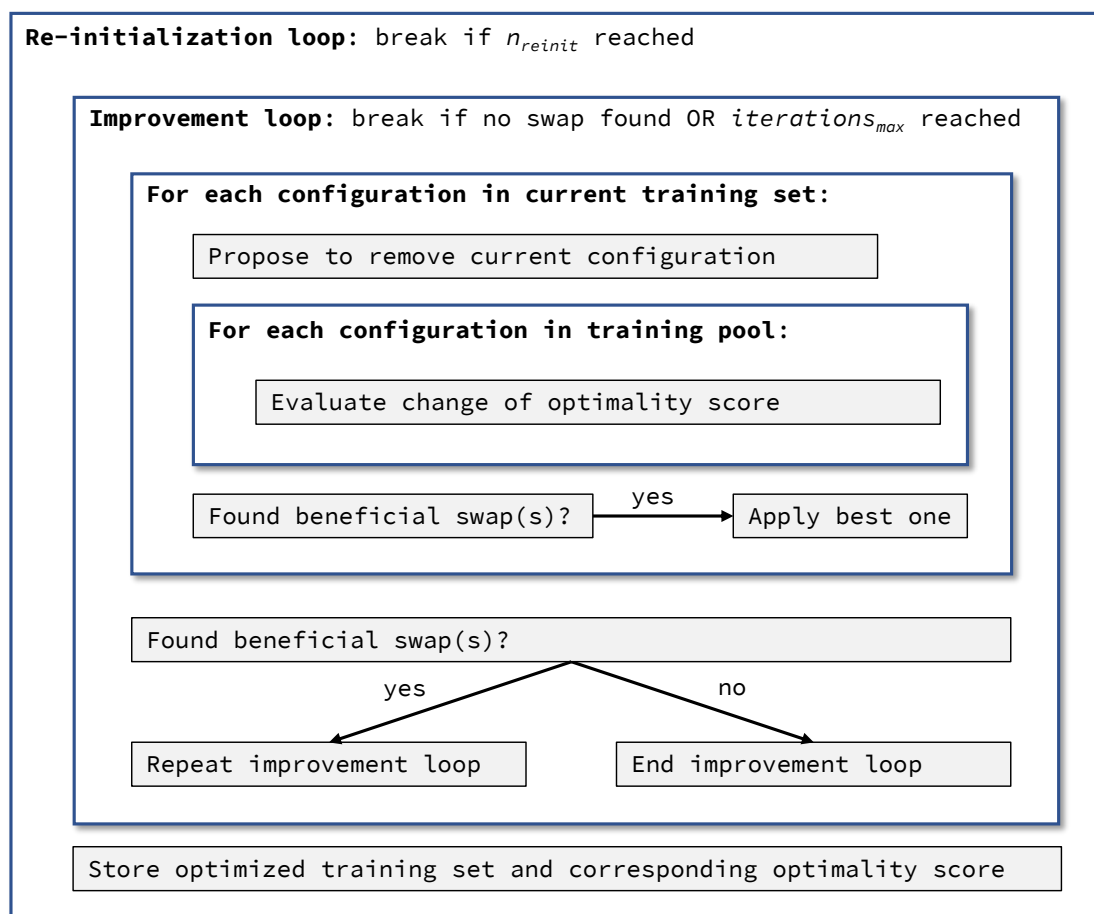 Re-initialization loop: break if n_reinit reached
Improvement loop: break if no swap found OR iterations_max reached
For each configuration in current training set:
Propose to remove current configuration
For each configuration in training pool:
Evaluate change of optimality score
Found beneficial swap(s)?
yes
Apply best one
Found beneficial swap(s)?
yes
no
Repeat improvement loop
End improvement loop
Store optimized training set and corresponding optimality score